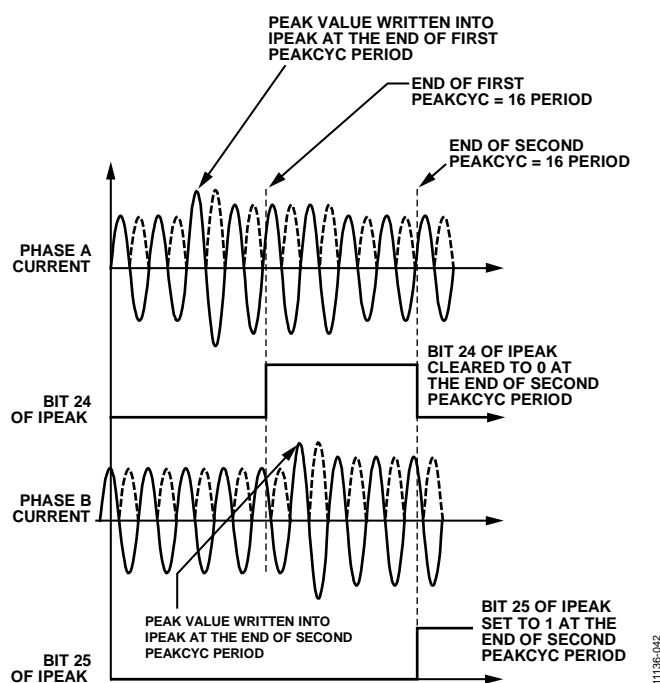 PEAK VALUE WRITTEN INTO
IPEAK AT THE END OF FIRST
PEAKCYC PERIOD
END OF FIRST
PEAKCYC = 16 PERIOD
END OF SECOND
PEAKCYC = 16 PERIOD
PHASE A
CURRENT
BIT 24 OF IPEAK
CLEARED TO 0 AT
THE END OF SECOND
PEAKCYC PERIOD
BIT 24
OF IPEAK
PHASE B
CURRENT
PEAK VALUE WRITTEN INTO
IPEAK AT THE END OF SECOND
PEAKCYC PERIOD
BIT 25 OF IPEAK
SET TO 1 AT THE
END OF SECOND
PEAKCYC PERIOD
BIT 25
OF IPEAK
11136-042